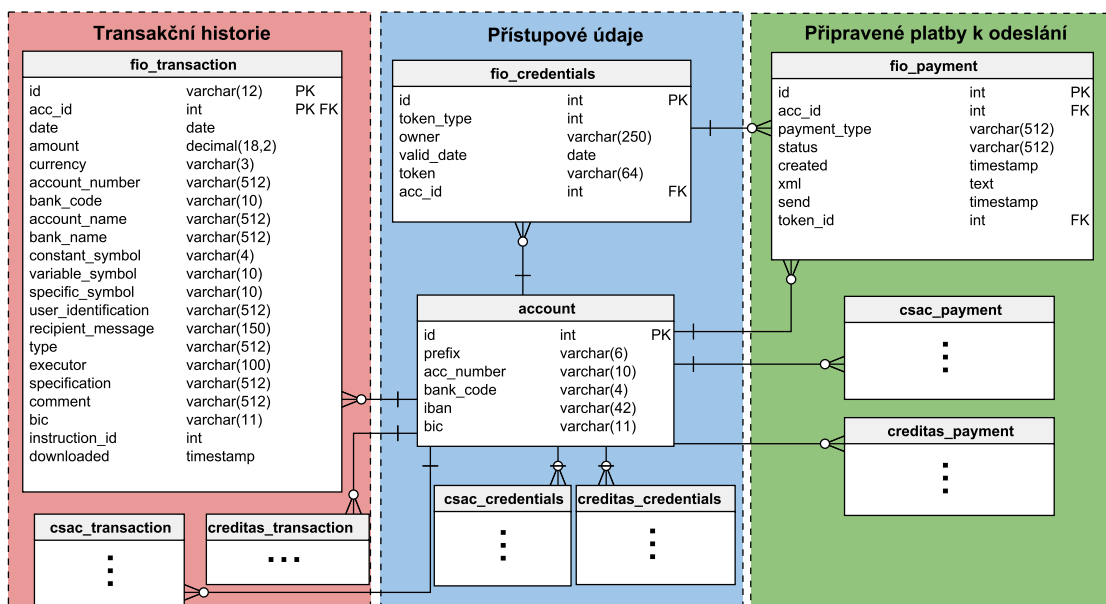 Transakční historie
fio_transaction
id varchar(12) PK
acc_id int PK FK
date date
amount decimal(18,2)
currency varchar(3)
account_number varchar(512)
bank_code varchar(10)
account_name varchar(512)
bank_name varchar(512)
constant_symbol varchar(4)
variable_symbol varchar(10)
specific_symbol varchar(10)
user_identification varchar(512)
recipient_message varchar(150)
type varchar(512)
executor varchar(100)
specification varchar(512)
comment varchar(512)
bic varchar(11)
instruction_id int
downloaded timestamp
csac_transaction
creditas_transaction
Přístupové údaje
fio_credentials
id int PK
token_type int
owner varchar(250)
valid_date date
token varchar(64)
acc_id int FK
account
id int PK
prefix varchar(6)
acc_number varchar(10)
bank_code varchar(4)
iban varchar(42)
bic varchar(11)
csac_credentials
creditas_credentials
Připravené platby k odeslání
fio_payment
id int PK
acc_id int FK
payment_type varchar(512)
status varchar(512)
created timestamp
xml text
send timestamp
token_id int FK
csac_payment
creditas_payment